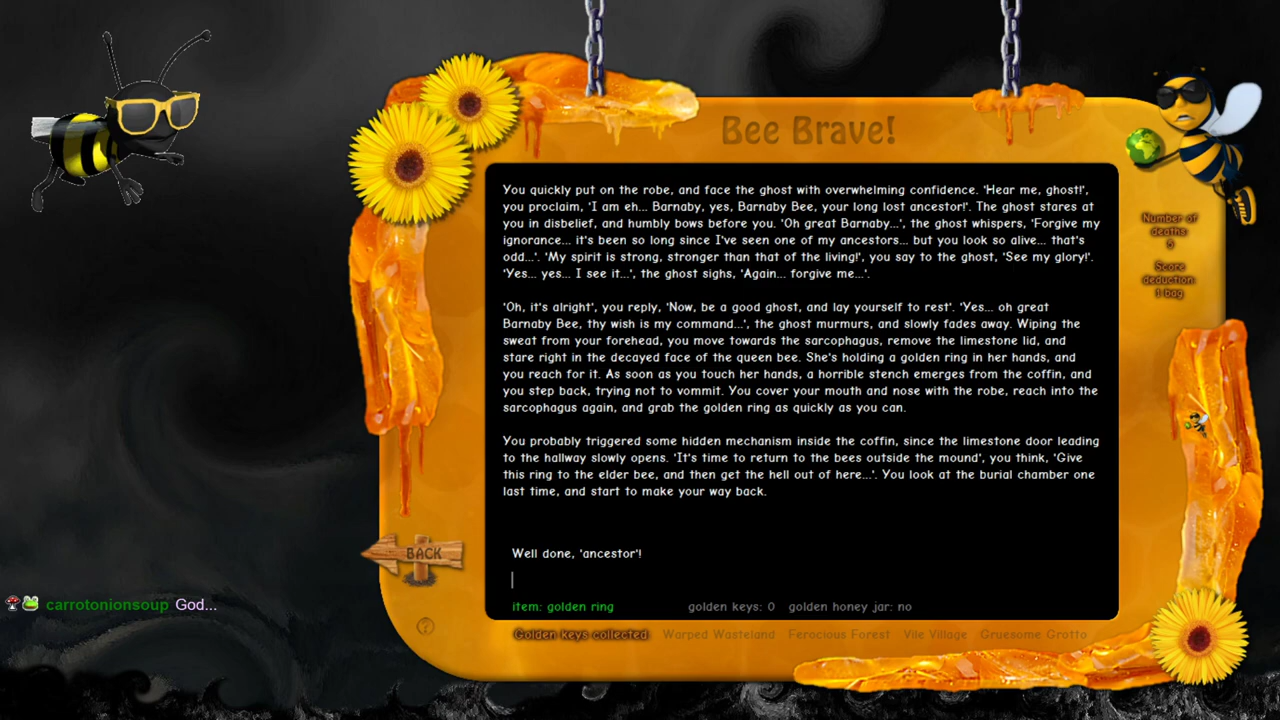 Bee Brave!
You quickly put on the robe, and face the ghost with overwhelming confidence. 'Hear me, ghost!',
you proclaim, 'I am eh... Barnaby, yes, Barnaby Bee, your long lost ancestor!'. The ghost stares at
you in disbelief, and humbly bows before you. 'Oh great Barnaby...', the ghost whispers, 'Forgive my
ignorance... it's been so long since I've seen one of my ancestors... but you look so alive... that's
odd...'. 'My spirit is strong, stronger than that of the living!', you say to the ghost, 'See my glory!'.
'Yes... yes... I see it...', the ghost sighs, 'Again... forgive me...'.
'Oh, it's alright', you reply, 'Now, be a good ghost, and lay yourself to rest'. 'Yes... oh great
Barnaby Bee, thy wish is my command...', the ghost murmurs, and slowly fades away. Wiping the
sweat from your forehead, you move towards the sarcophagus, remove the limestone lid, and
stare right in the decayed face of the queen bee. She's holding a golden ring in her hands, and
you reach for it. As soon as you touch her hands, a horrible stench emerges from the coffin, and
you step back, trying not to vommit. You cover your mouth and nose with the robe, reach into the
sarcophagus again, and grab the golden ring as quickly as you can.
You probably triggered some hidden mechanism inside the coffin, since the limestone door leading
to the hallway slowly opens. 'It's time to return to the bees outside the mound', you think, 'Give
this ring to the elder bee, and then get the hell out of here...'. You look at the burial chamber one
last time, and start to make your way back.
Well done, 'ancestor'!
item: golden ring golden keys: 0 golden honey jar: no
Golden keys collected Warped Wasteland Ferocious Forest Vile Village Gruesome Grotto
Number of
deaths:
6
Score
deduction:
1 bag
BACK
?
carrotonionsoup God...